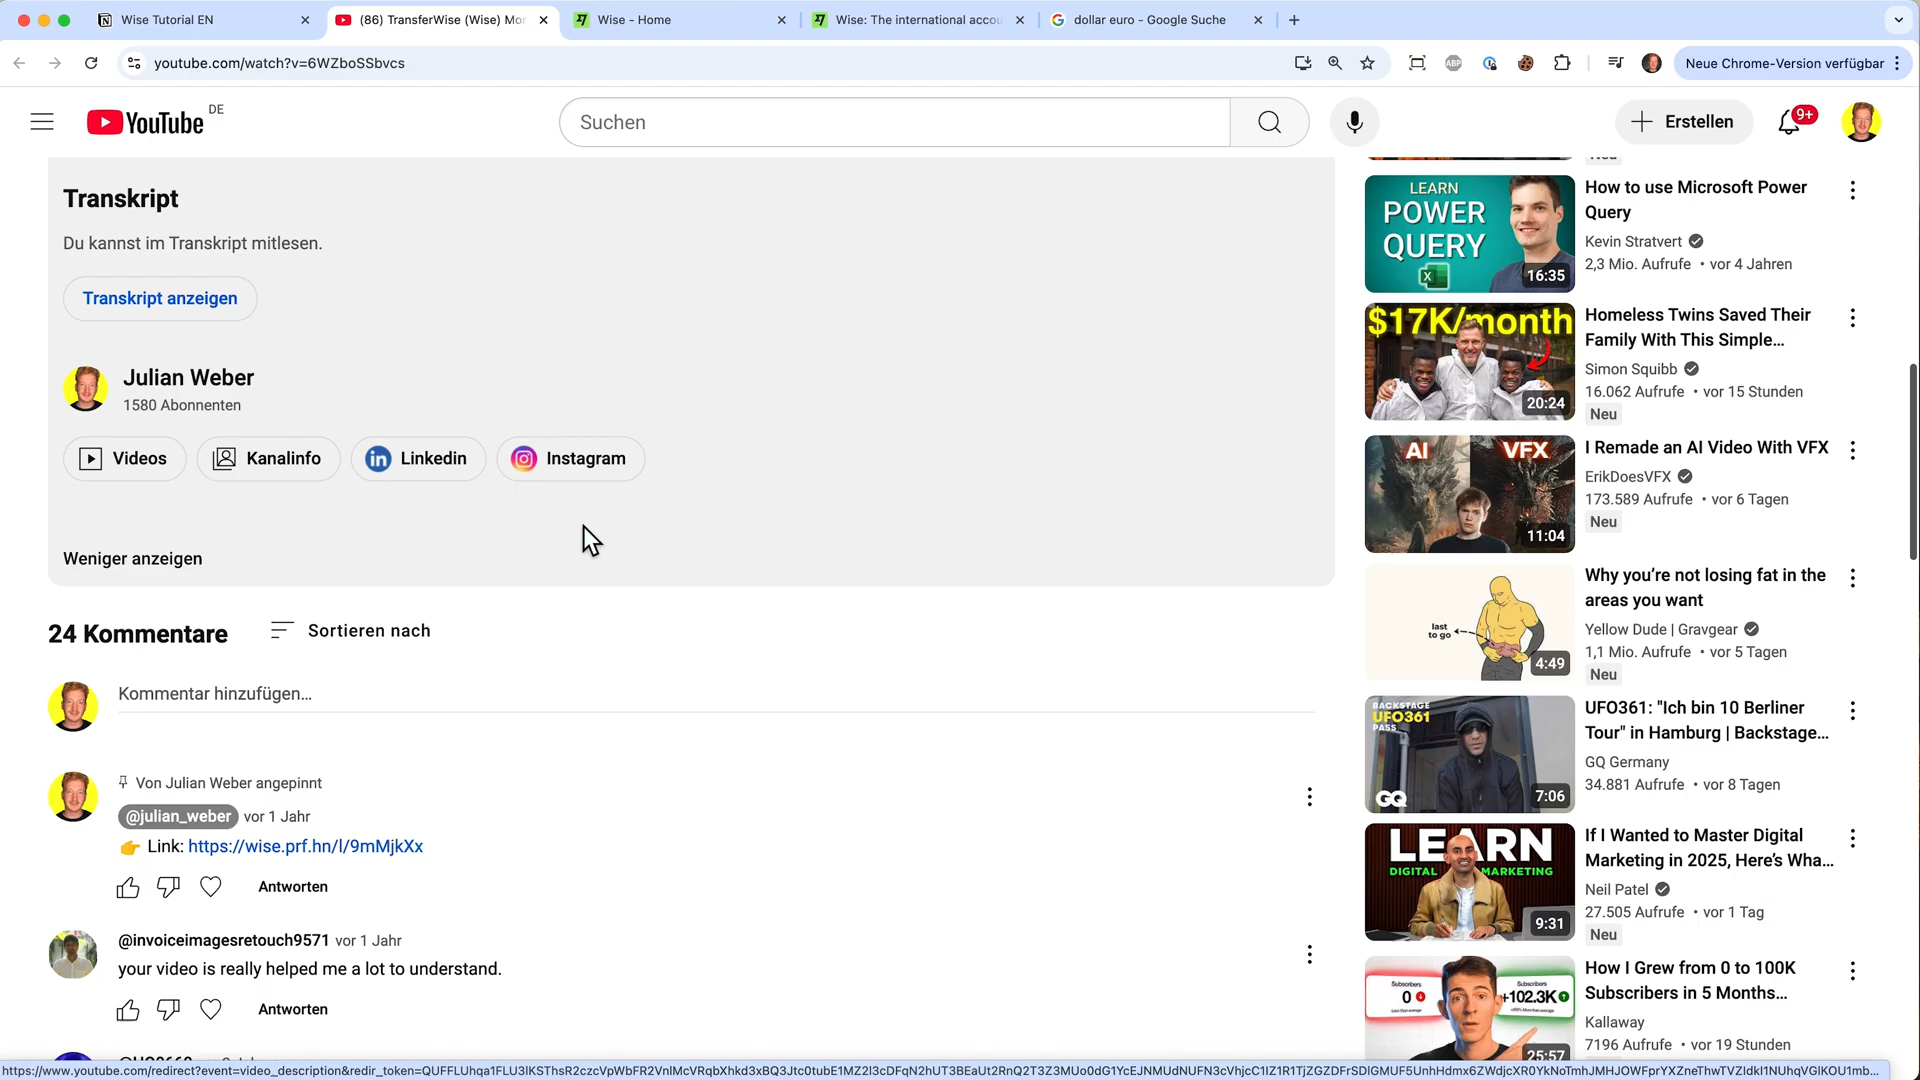 Wise Tutorial EN
(86) TransferWise (Wise) Mor
Wise - Home
Wise: The international accou
dollar euro - Google Suche
youtube.com/watch?v=6WZboSSbvcs
ABP
Neue Chrome-Version verfügbar
YouTube DE
Suchen
Erstellen
9+
Transkript
Du kannst im Transkript mitlesen.
Transkript anzeigen
Julian Weber
1580 Abonnenten
Videos
Kanalinfo
Linkedin
Instagram
Weniger anzeigen
24 Kommentare
Sortieren nach
Kommentar hinzufügen...
Von Julian Weber angepinnt
@julian_weber vor 1 Jahr
👉 Link: https://wise.prf.hn/l/9mMjkXx
Antworten
@invoiceimagesretouch9571 vor 1 Jahr
your video is really helped me a lot to understand.
Antworten
LEARN
POWER
QUERY
16:35
How to use Microsoft Power
Query
Kevin Stratvert
2,3 Mio. Aufrufe • vor 4 Jahren
$17K/month
20:24
Homeless Twins Saved Their
Family With This Simple...
Simon Squibb
16.062 Aufrufe • vor 15 Stunden
Neu
AI
VFX
11:04
I Remade an AI Video With VFX
ErikDoesVFX
173.589 Aufrufe • vor 6 Tagen
Neu
last
to go
4:49
Why you're not losing fat in the
areas you want
Yellow Dude | Gravgear
1,1 Mio. Aufrufe • vor 5 Tagen
Neu
BACKSTAGE
UFO361
PASS
GQ
7:06
UFO361: "Ich bin 10 Berliner
Tour" in Hamburg | Backstage...
GQ Germany
34.881 Aufrufe • vor 8 Tagen
LEARN
DIGITAL MARKETING
9:31
If I Wanted to Master Digital
Marketing in 2025, Here's Wha...
Neil Patel
27.505 Aufrufe • vor 1 Tag
Neu
Subscribers
0
Subscribers
+102.3K
25:57
How I Grew from 0 to 100K
Subscribers in 5 Months...
Kallaway
7196 Aufrufe • vor 19 Stunden